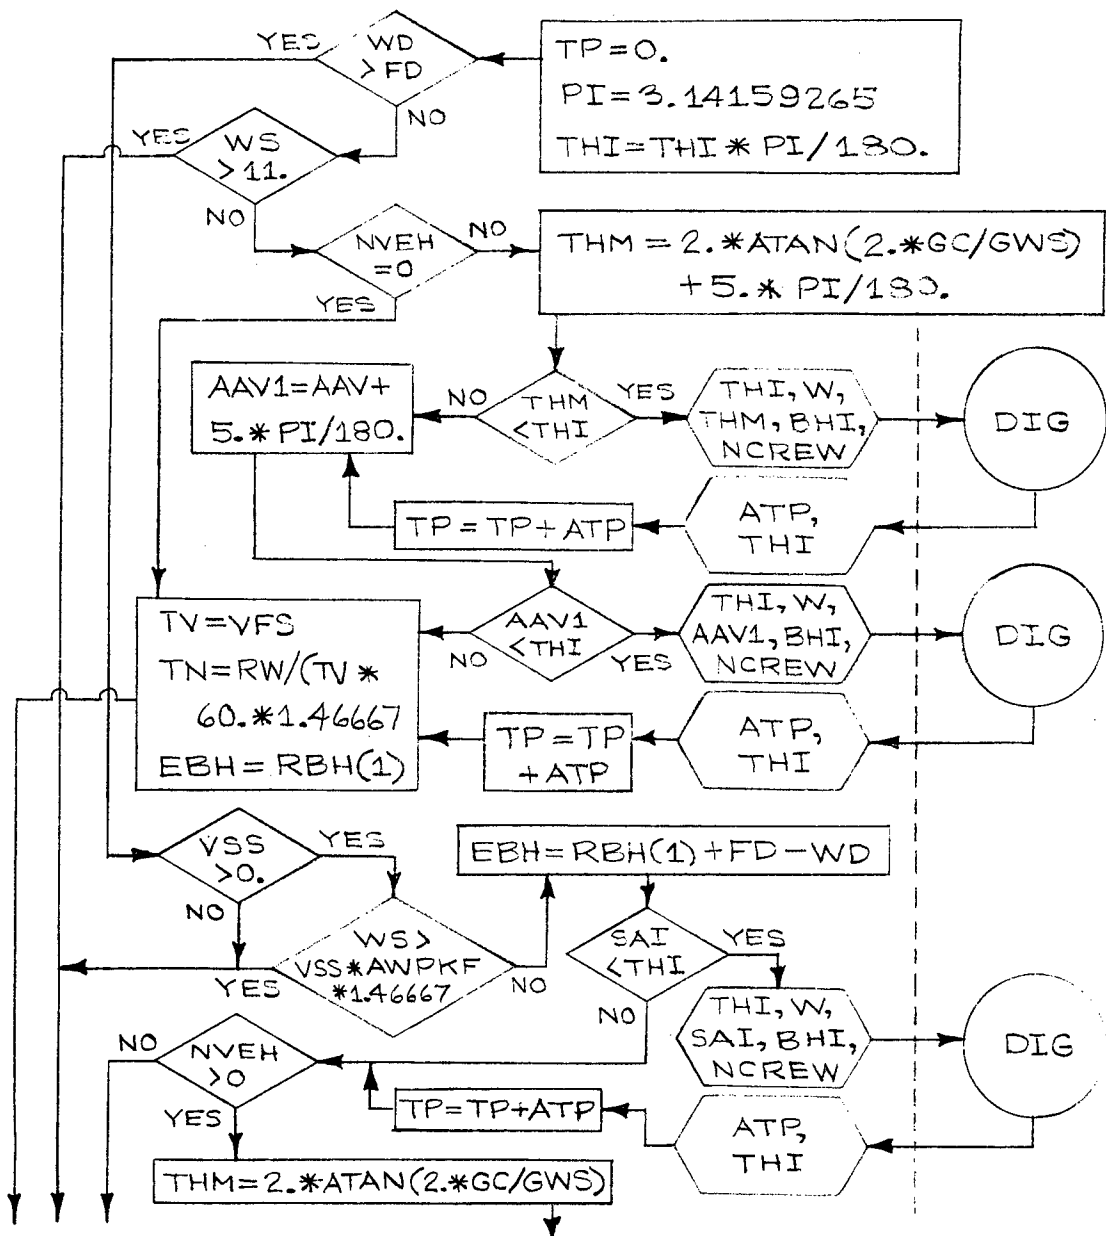 TP=0.
PI=3.14159265
THI=THI * PI/180.
WD
>FD
YES
NO
WS
>11.
YES
NO
NVEH
=0
NO
YES
THM = 2.*ATAN(2.*GC/GWS)
+5.* PI/180.
THM
<THI
NO
YES
AAV1=AAV+
5.* PI/180.
THI, W,
THM, BHI,
NCREW
DIG
ATP,
THI
TP = TP + ATP
AAV1
<THI
NO
YES
THI, W,
AAV1, BHI,
NCREW
DIG
ATP,
THI
TP = TP
+ ATP
TV=VFS
TN=RW/(TV *
60.*1.46667
EBH=RBH(1)
VSS
>0.
YES
NO
WS>
VSS*AWPKF
*1.46667
YES
NO
EBH=RBH(1)+FD-WD
SAI
<THI
YES
NO
THI, W,
SAI, BHI,
NCREW
DIG
ATP,
THI
TP=TP+ATP
NVEH
>0
NO
YES
THM=2.*ATAN(2.*GC/GWS)